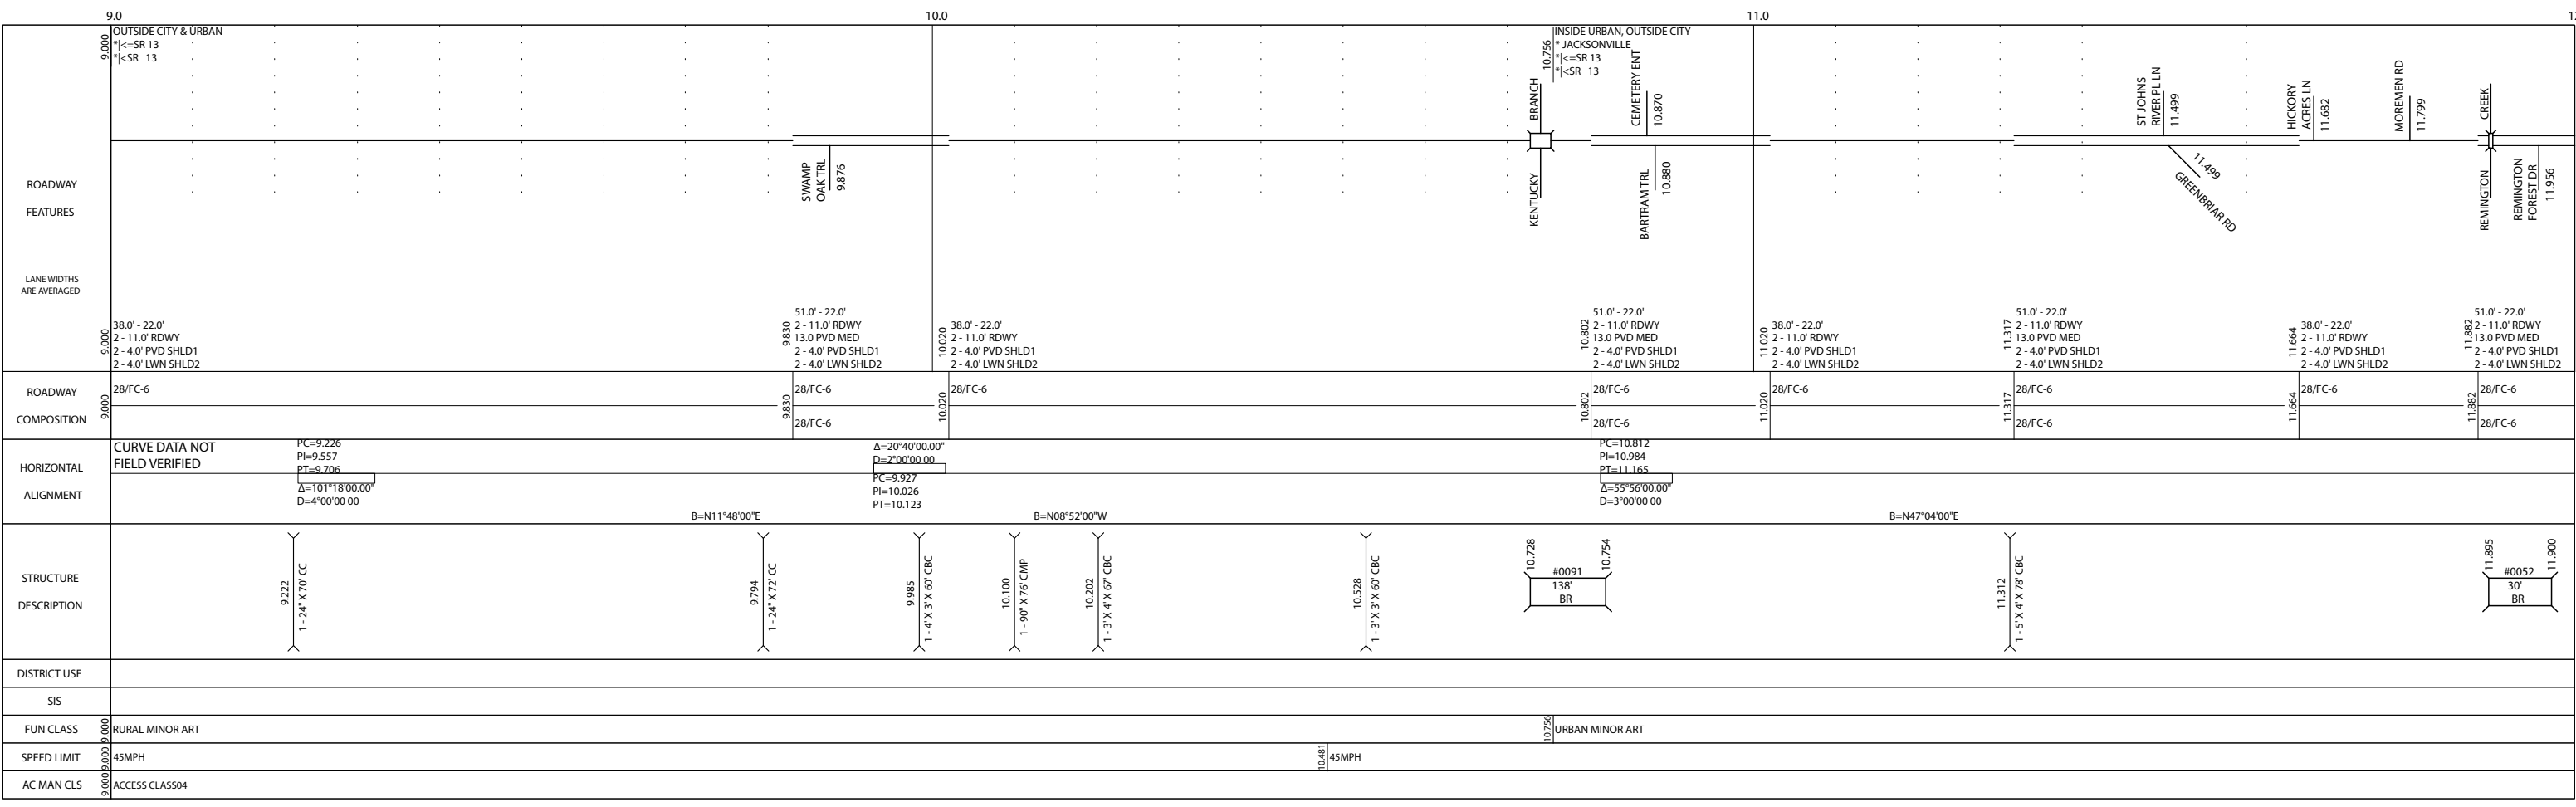 9.0
10.0
11.0
12
9.000
OUTSIDE CITY & URBAN
*|<=SR 13
*|<SR 13
10.756
INSIDE URBAN, OUTSIDE CITY
* JACKSONVILLE
*|<=SR 13
*|<SR 13
ROADWAY
FEATURES
LANE WIDTHS
ARE AVERAGED
SWAMP
OAK TRL
9.876
BRANCH
KENTUCKY
CEMETERY ENT
10.870
BARTRAM TRL
10.880
ST JOHNS
RIVER PL LN
11.499
11.499
GREENBRIAR RD
HICKORY
ACRES LN
11.682
MOREMEN RD
11.799
CREEK
REMINGTON
REMINGTON
FOREST DR
11.956
9.000
38.0' - 22.0'
2 - 11.0' RDWY
2 - 4.0' PVD SHLD1
2 - 4.0' LWN SHLD2
9.830
51.0' - 22.0'
2 - 11.0' RDWY
13.0 PVD MED
2 - 4.0' PVD SHLD1
2 - 4.0' LWN SHLD2
10.020
38.0' - 22.0'
2 - 11.0' RDWY
2 - 4.0' PVD SHLD1
2 - 4.0' LWN SHLD2
10.802
51.0' - 22.0'
2 - 11.0' RDWY
13.0 PVD MED
2 - 4.0' PVD SHLD1
2 - 4.0' LWN SHLD2
11.020
38.0' - 22.0'
2 - 11.0' RDWY
2 - 4.0' PVD SHLD1
2 - 4.0' LWN SHLD2
11.317
51.0' - 22.0'
2 - 11.0' RDWY
13.0 PVD MED
2 - 4.0' PVD SHLD1
2 - 4.0' LWN SHLD2
11.664
38.0' - 22.0'
2 - 11.0' RDWY
2 - 4.0' PVD SHLD1
2 - 4.0' LWN SHLD2
11.882
51.0' - 22.0'
2 - 11.0' RDWY
13.0 PVD MED
2 - 4.0' PVD SHLD1
2 - 4.0' LWN SHLD2
ROADWAY
COMPOSITION
9.000
28/FC-6
9.830
28/FC-6
28/FC-6
10.020
28/FC-6
10.802
28/FC-6
28/FC-6
11.020
28/FC-6
11.317
28/FC-6
28/FC-6
11.664
28/FC-6
11.882
28/FC-6
28/FC-6
HORIZONTAL
ALIGNMENT
CURVE DATA NOT
FIELD VERIFIED
PC=9.226
PI=9.557
PT=9.706
Δ=101°18'00.00"
D=4°00'00 00
Δ=20°40'00.00"
D=2°00'00 00
PC=9.927
PI=10.026
PT=10.123
PC=10.812
PI=10.984
PT=11.165
Δ=55°56'00.00"
D=3°00'00 00
B=N11°48'00"E
B=N08°52'00"W
B=N47°04'00"E
STRUCTURE
DESCRIPTION
9.222
1 - 24" X 70' CC
9.794
1 - 24" X 72' CC
9.985
1 - 4' X 3' X 60' CBC
10.100
1 - 90" X 76' CMP
10.202
1 - 3' X 4' X 67' CBC
10.528
1 - 3' X 3' X 60' CBC
10.728
10.754
#0091
138'
BR
11.312
1 - 5' X 4' X 78' CBC
11.895
11.900
#0052
30'
BR
DISTRICT USE
SIS
FUN CLASS
9.000
RURAL MINOR ART
10.756
URBAN MINOR ART
SPEED LIMIT
9.000
45MPH
10.481
45MPH
AC MAN CLS
9.000
ACCESS CLASS04